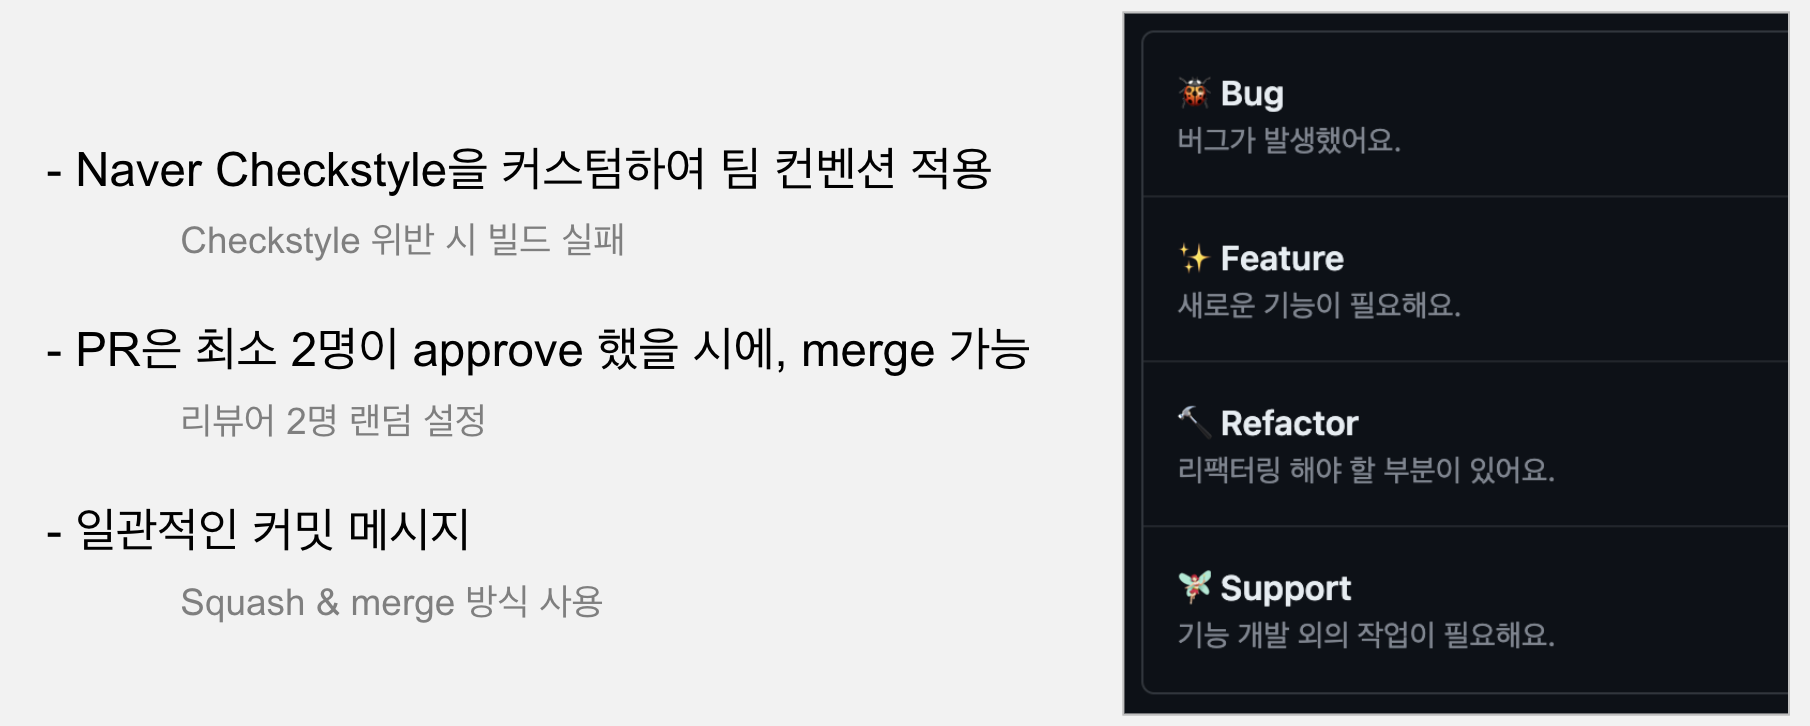 - Naver Checkstyle을 커스텀하여 팀 컨벤션 적용
Checkstyle 위반 시 빌드 실패
- PR은 최소 2명이 approve 했을 시에, merge 가능
리뷰어 2명 랜덤 설정
- 일관적인 커밋 메시지
Squash & merge 방식 사용
Bug
버그가 발생했어요.
Feature
새로운 기능이 필요해요.
Refactor
리팩터링 해야 할 부분이 있어요.
Support
기능 개발 외의 작업이 필요해요.